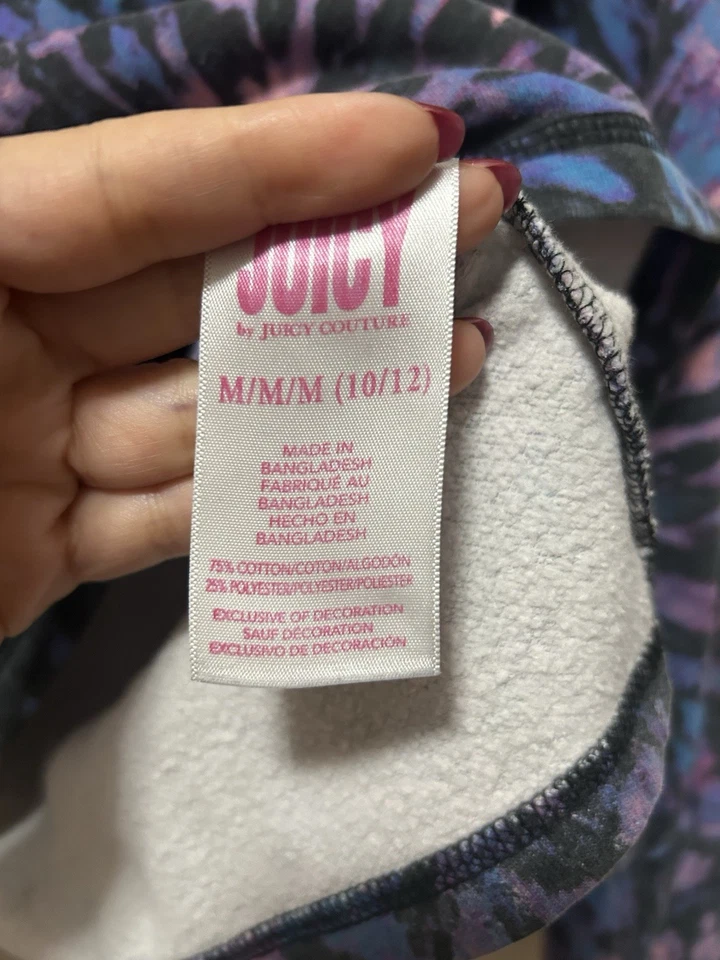 JUICY
by JUICY COUTURE
M/M/M (10/12)
MADE IN
BANGLADESH
FABRIQUÉ AU
BANGLADESH
HECHO EN
BANGLADESH
75% COTTON/COTON/ALGODÓN
25% POLYESTER/POLYESTER/POLIESTER
EXCLUSIVE OF DECORATION
SAUF DÉCORATION
EXCLUSIVO DE DECORACIÓN